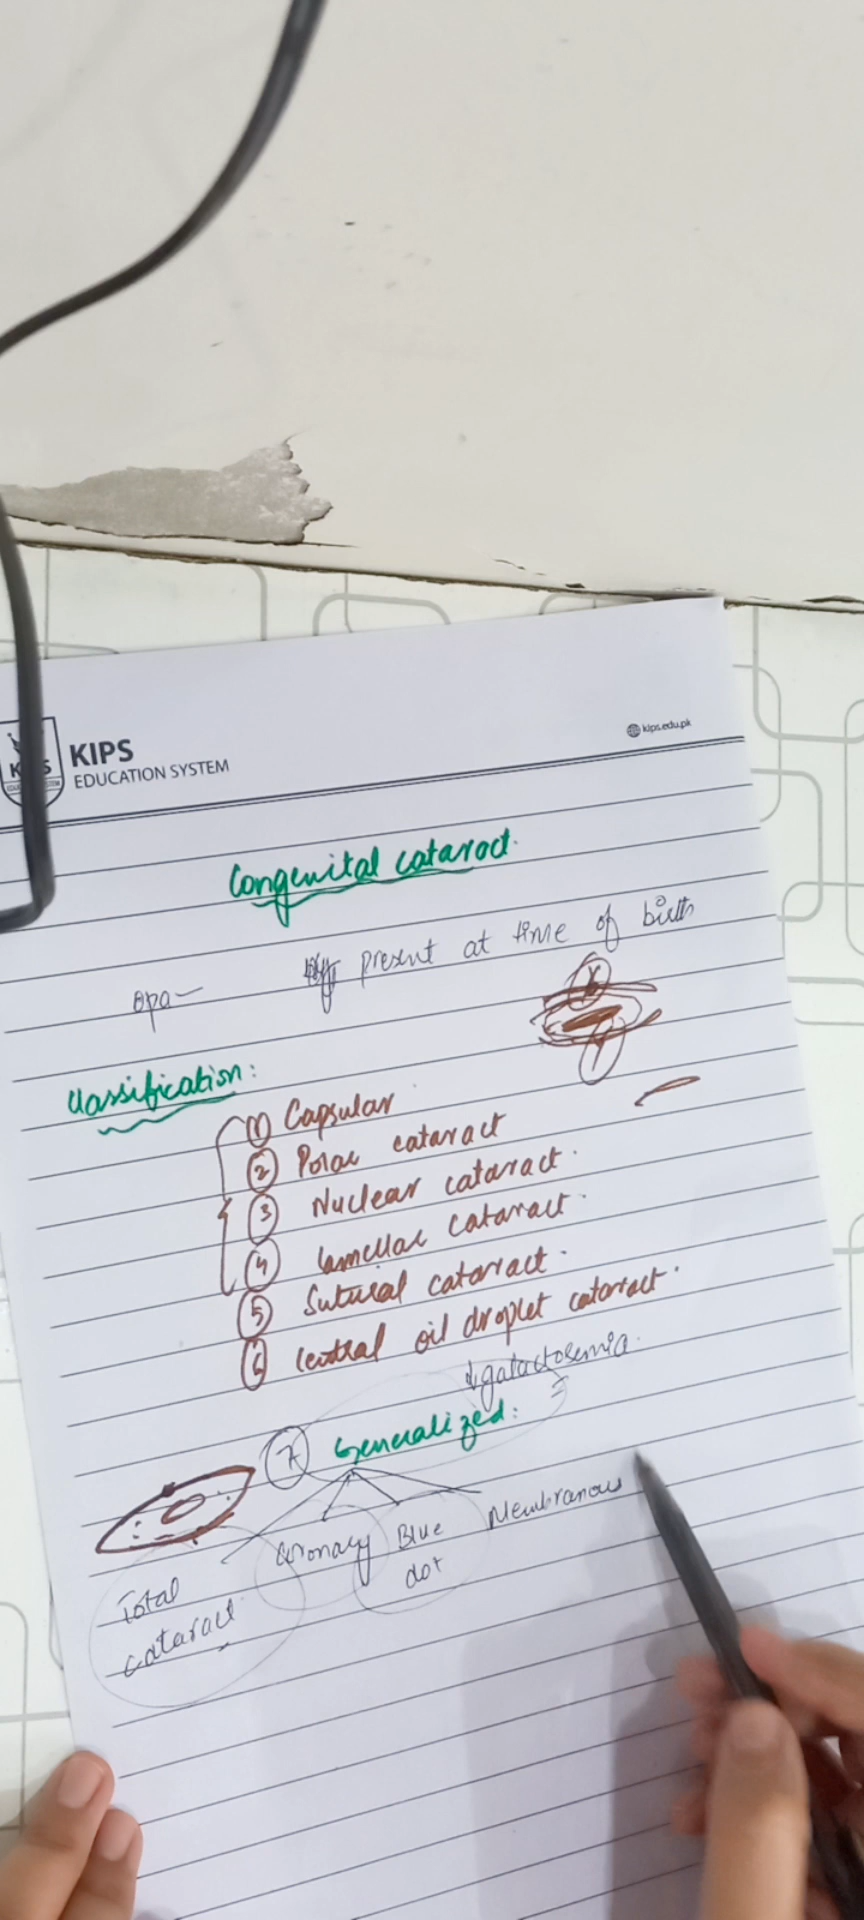 KIPS
EDUCATION SYSTEM
kips.edu.pk
Congenital cataract.
opa—
present at time of birth
Classification:
① Capsular
② Polar cataract
③ Nuclear cataract.
④ lamellar cataract.
⑤ Sutural cataract.
⑥ Central oil droplet cataract.
↓galactosemia.
⑦ Generalized:
Total cataract
Coronary
Blue dot
Membranous